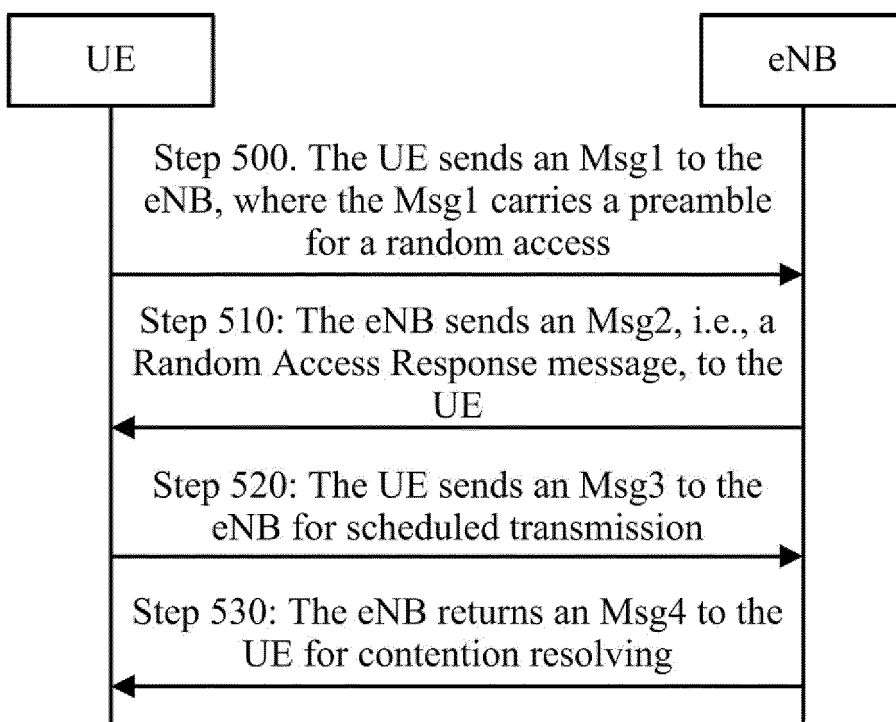 UE
eNB
Step 500. The UE sends an Msg1 to the
eNB, where the Msg1 carries a preamble
for a random access
Step 510: The eNB sends an Msg2, i.e., a
Random Access Response message, to the
UE
Step 520: The UE sends an Msg3 to the
eNB for scheduled transmission
Step 530: The eNB returns an Msg4 to the
UE for contention resolving